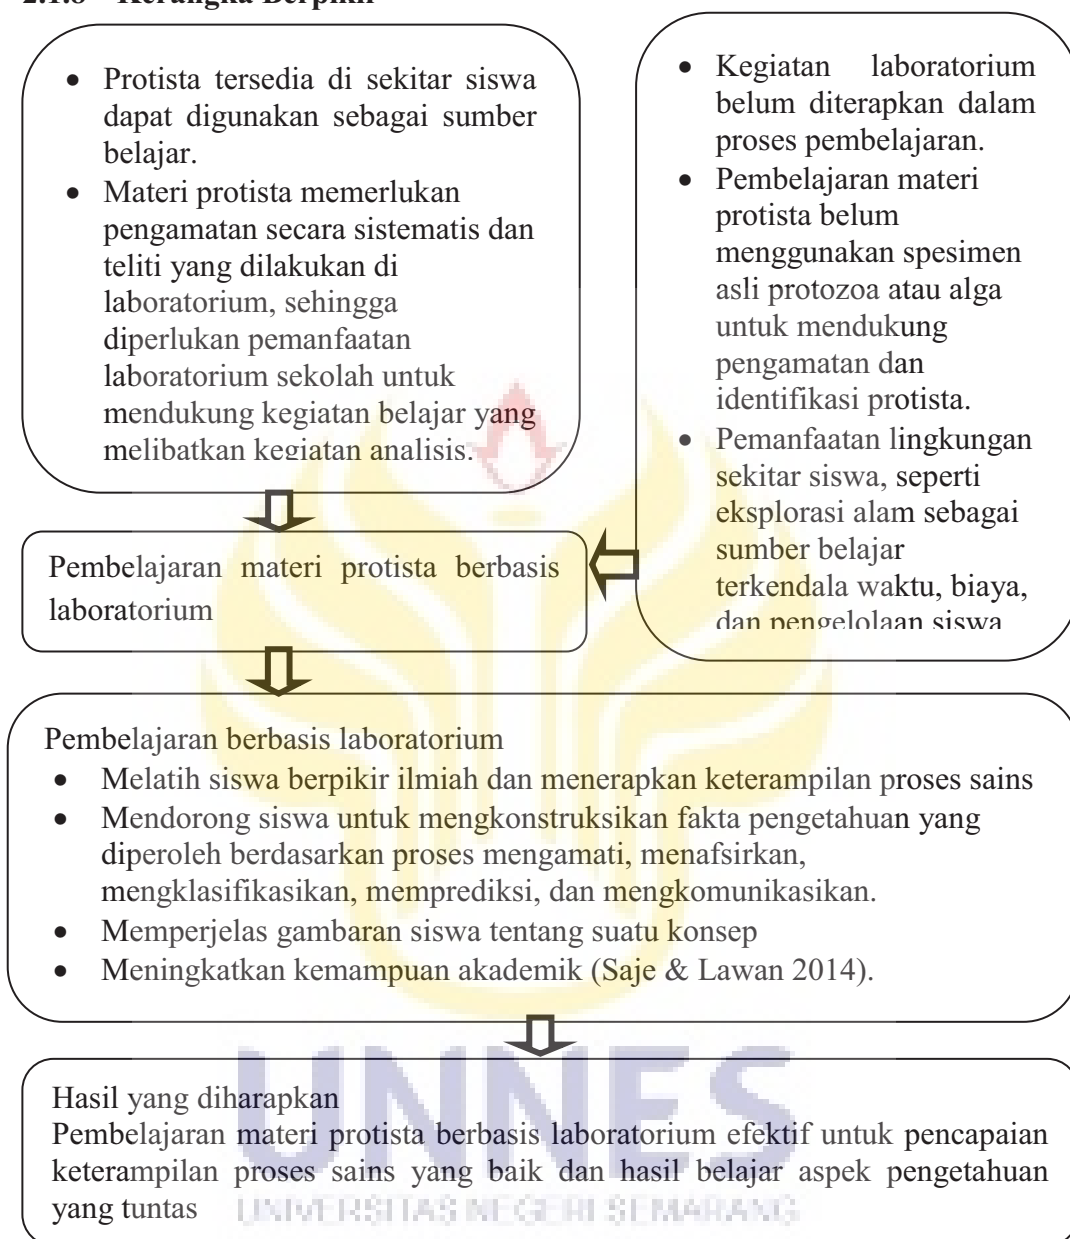 2.1.8 Kerangka Berpikir
• Protista tersedia di sekitar siswa
dapat digunakan sebagai sumber
belajar.
• Materi protista memerlukan
pengamatan secara sistematis dan
teliti yang dilakukan di
laboratorium, sehingga
diperlukan pemanfaatan
laboratorium sekolah untuk
mendukung kegiatan belajar yang
melibatkan kegiatan analisis.
• Kegiatan laboratorium
belum diterapkan dalam
proses pembelajaran.
• Pembelajaran materi
protista belum
menggunakan spesimen
asli protozoa atau alga
untuk mendukung
pengamatan dan
identifikasi protista.
• Pemanfaatan lingkungan
sekitar siswa, seperti
eksplorasi alam sebagai
sumber belajar
terkendala waktu, biaya,
dan pengelolaan siswa
Pembelajaran materi protista berbasis
laboratorium
Pembelajaran berbasis laboratorium
• Melatih siswa berpikir ilmiah dan menerapkan keterampilan proses sains
• Mendorong siswa untuk mengkonstruksikan fakta pengetahuan yang
diperoleh berdasarkan proses mengamati, menafsirkan,
mengklasifikasikan, memprediksi, dan mengkomunikasikan.
• Memperjelas gambaran siswa tentang suatu konsep
• Meningkatkan kemampuan akademik (Saje & Lawan 2014).
Hasil yang diharapkan
Pembelajaran materi protista berbasis laboratorium efektif untuk pencapaian
keterampilan proses sains yang baik dan hasil belajar aspek pengetahuan
yang tuntas
UNNES
UNIVERSITAS NEGERI SEMARANG